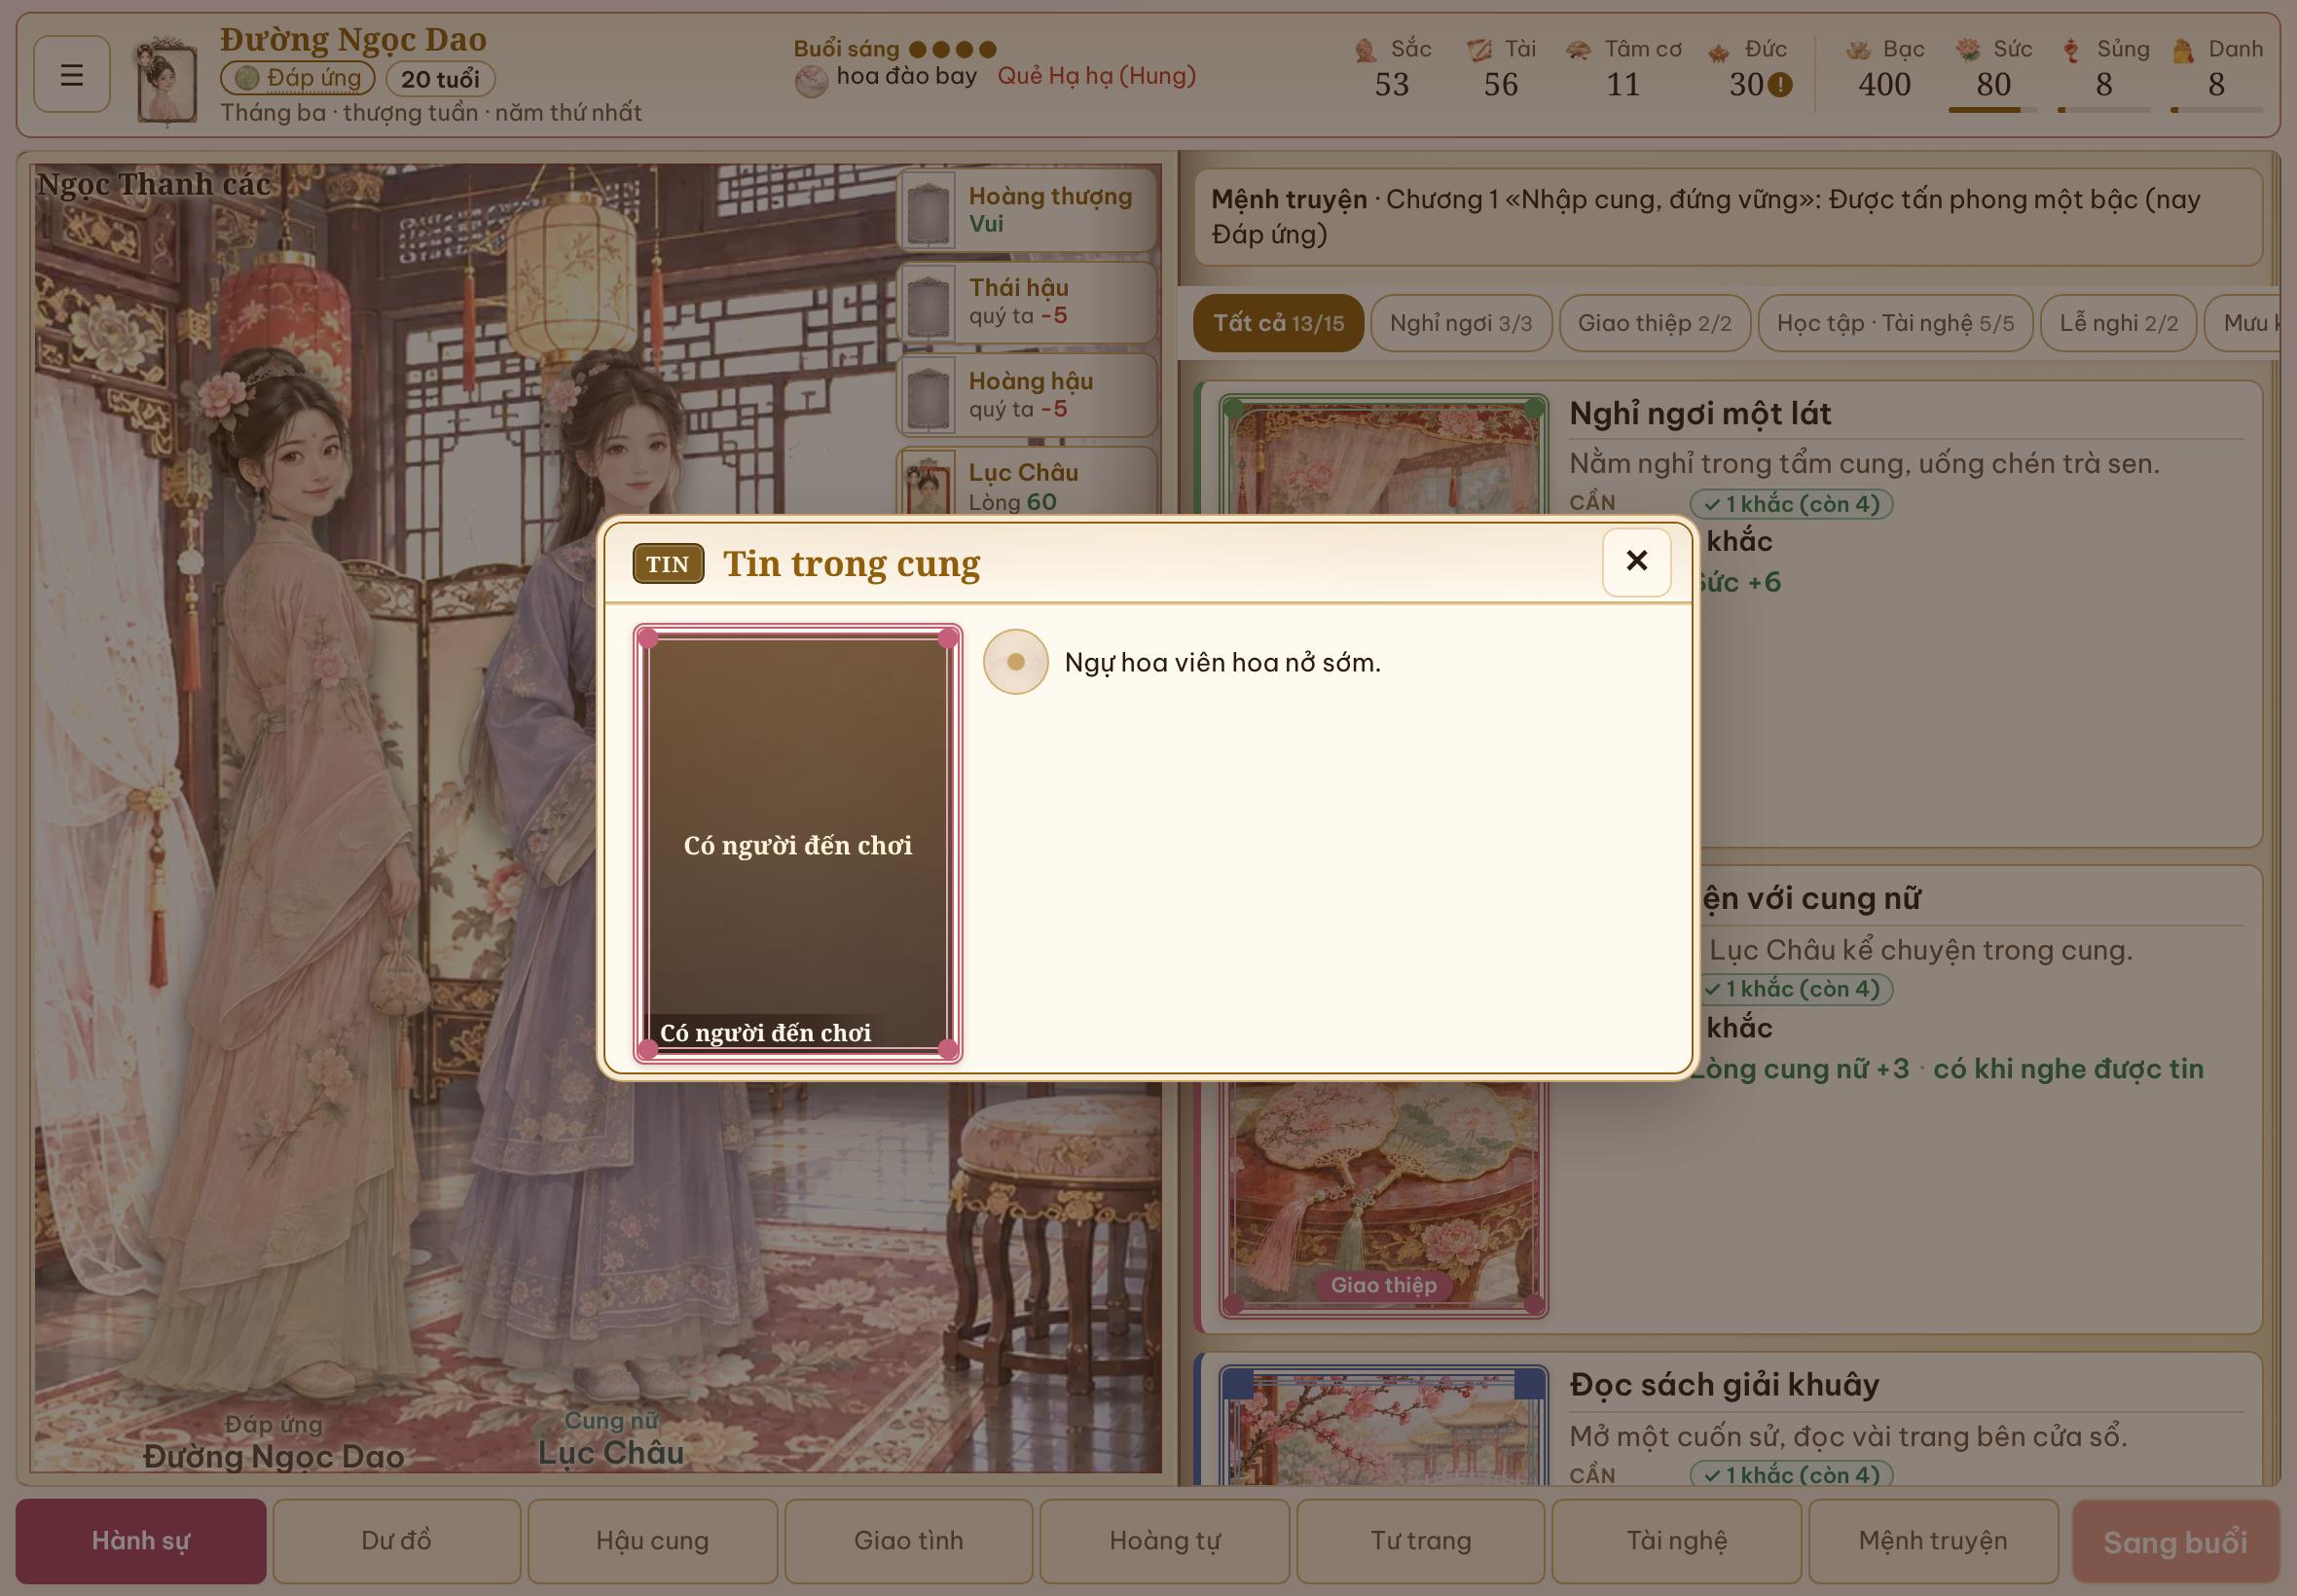 Đường Ngọc Dao
Đáp ứng
20 tuổi
Tháng ba · thượng tuần · năm thứ nhất
Buổi sáng
hoa đào bay Quẻ Hạ hạ (Hung)
Sắc
53
Tài
56
Tâm cơ
11
Đức
30
Bạc
400
Sức
80
Sủng
8
Danh
8
Ngọc Thanh các
Hoàng thượng
Vui
Thái hậu
quý ta -5
Hoàng hậu
quý ta -5
Lục Châu
Lòng 60
Đáp ứng
Đường Ngọc Dao
Cung nữ
Lục Châu
Mệnh truyện · Chương 1 «Nhập cung, đứng vững»: Được tấn phong một bậc (nay
Đáp ứng)
Tất cả 13/15
Nghỉ ngơi 3/3
Giao thiệp 2/2
Học tập · Tài nghệ 5/5
Lễ nghi 2/2
Mưu
Nghỉ ngơi một lát
Nằm nghỉ trong tẩm cung, uống chén trà sen.
CẦN
✓ 1 khắc (còn 4)
khắc
Sức +6
với cung nữ
Lục Châu kể chuyện trong cung.
✓ 1 khắc (còn 4)
khắc
Lòng cung nữ +3 · có khi nghe được tin
Giao thiệp
Đọc sách giải khuây
Mở một cuốn sử, đọc vài trang bên cửa sổ.
CẦN
✓ 1 khắc (còn 4)
TIN
Tin trong cung
Có người đến chơi
Có người đến chơi
Ngự hoa viên hoa nở sớm.
Hành sự
Dư đồ
Hậu cung
Giao tình
Hoàng tự
Tư trang
Tài nghệ
Mệnh truyện
Sang buổi